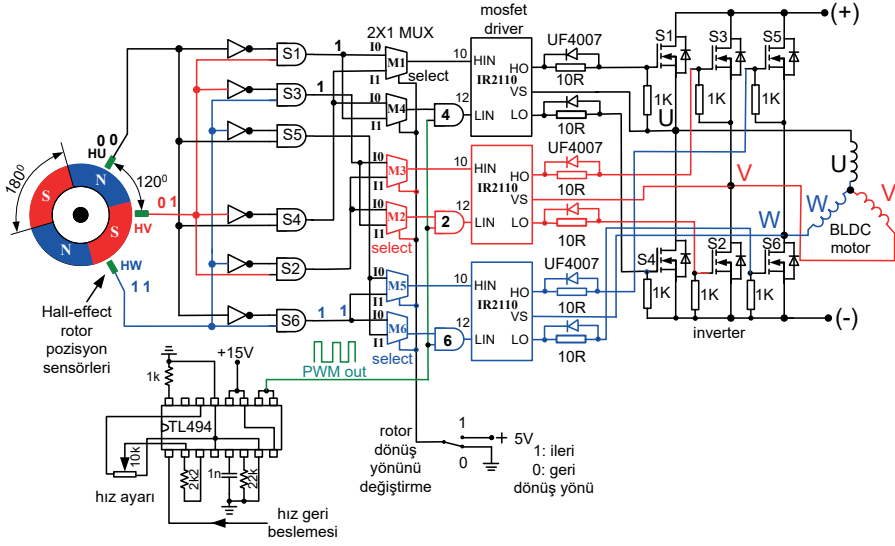 2X1 MUX
mosfet
driver
(+)
S1
I0
1
M1
10
HIN
IR2110
HO
VS
LO
UF4007
10R
S1
S3
S5
I1
select
1K
1K
1K
S3
1
I0
M4
12
4
LIN
10R
I1
0 0
HU
S5
U
180⁰
S
N
120⁰
I0
M3
10
HIN
IR2110
HO
VS
LO
UF4007
10R
I1
V
U
V
0 1
HV
S4
I0
M2
12
2
LIN
10R
N
S
I1
select
W
W
BLDC
motor
HW
S2
I0
M5
10
HIN
IR2110
HO
VS
LO
UF4007
10R
S4
S2
S6
I1
1K
1K
1K
1 1
S6
1
1
I0
M6
12
6
LIN
10R
I1
select
inverter
(-)
Hall-effect
rotor
pozisyon
sensörleri
PWM out
+15V
1k
TL494
10k
2k2
1n
22k
hız ayarı
hız geri
beslemesi
rotor
dönüş
yönünü
değiştirme
1
0
+ 5V
1: ileri
0: geri
dönüş yönü